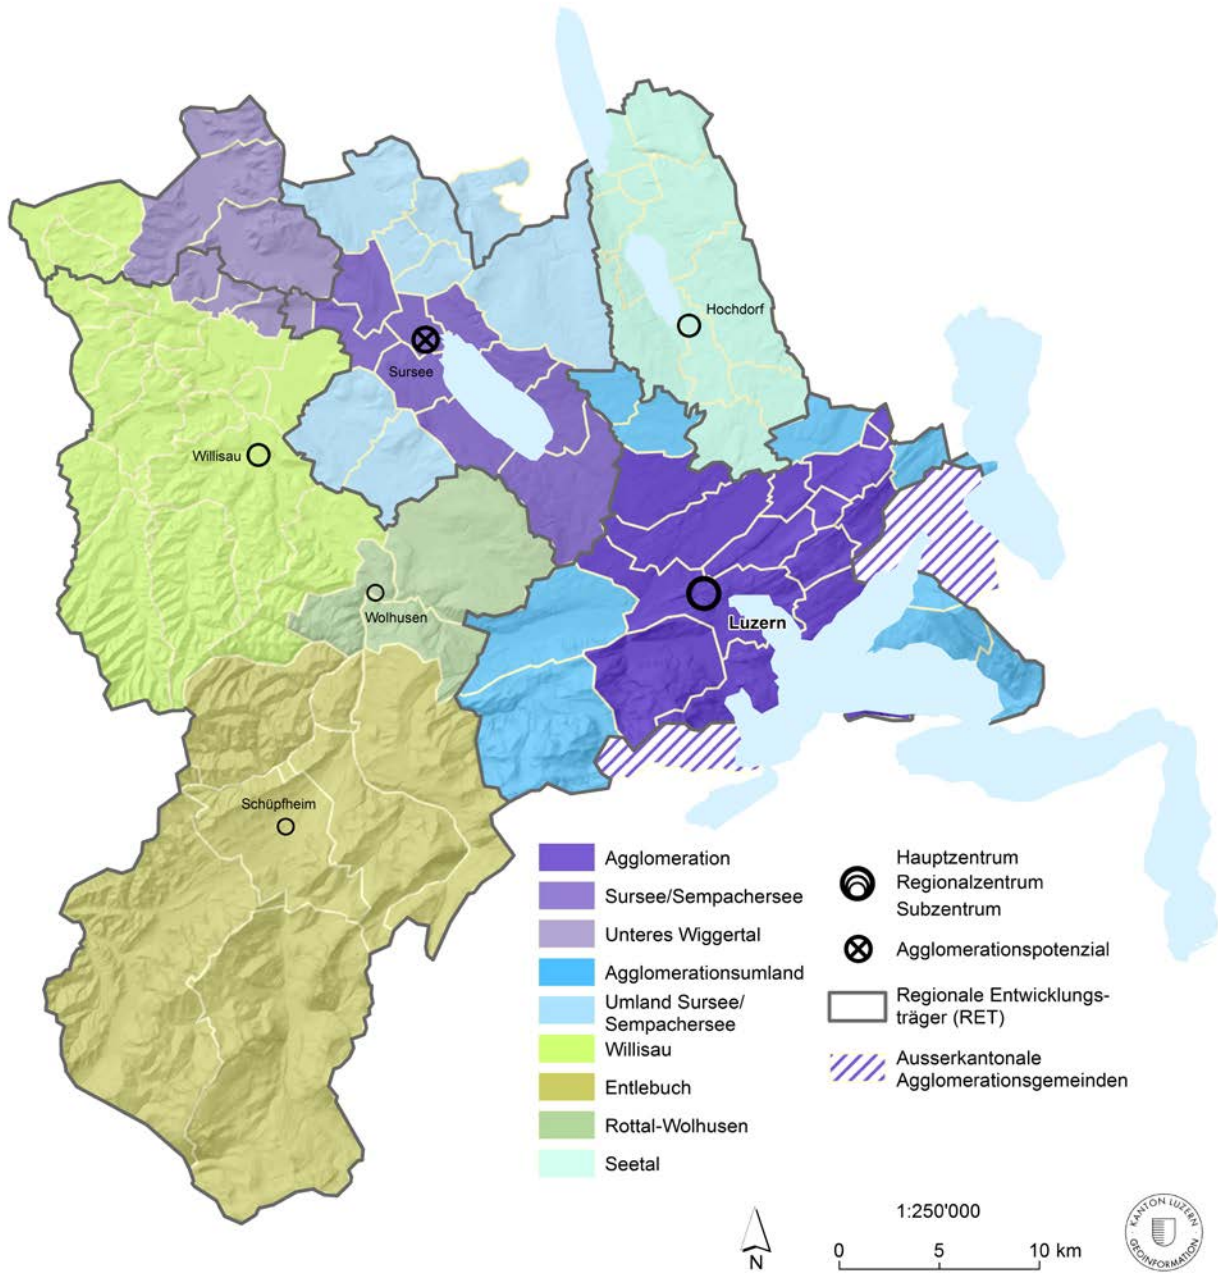 Hochdorf
Sursee
Willisau
Wolhusen
Luzern
Schüpfheim
Agglomeration
Sursee/Sempachersee
Unteres Wiggertal
Agglomerationsumland
Umland Sursee/
Sempachersee
Willisau
Entlebuch
Rottal-Wolhusen
Seetal
Hauptzentrum
Regionalzentrum
Subzentrum
Agglomerationspotenzial
Regionale Entwicklungs-
träger (RET)
Ausserkantonale
Agglomerationsgemeinden
N
1:250'000
0 5 10 km
KANTON LUZERN
GEOINFORMATION